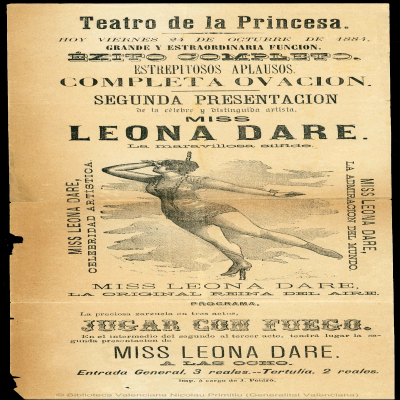 Teatro de la Princesa.
HOY VIERNES 24 DE OCTUBRE DE 1884.
GRANDE Y ESTRAORDINARIA FUNCION.
ÉXITO COMPLETO.
ESTREPITOSOS APLAUSOS.
COMPLETA OVACION.
SEGUNDA PRESENTACION
de la célebre y distinguida artista,
MISS
LEONA DARE.
La maravillosa sílfide.
MISS LEONA DARE,
CELEBRIDAD ARTÍSTICA.
MISS LEONA DARE,
LA ADMIRACION DEL MUNDO.
MISS LEONA DARE,
LA ORIGINAL REINA DEL AIRE.
PROGRAMA.
La preciosa zarzuela en tres actos,
JUGAR CON FUEGO.
En el intermedio del segundo al tercer acto, tendrá lugar la se-
gunda presentacion de
MISS LEONA DARE.
A LAS OCHO.
Entrada General. 3 reales.--Tertulia. 2 reales.
Imp. á cargo de J. Peidró.
© Biblioteca Valenciana Nicolau Primitiu (Generalitat Valenciana)